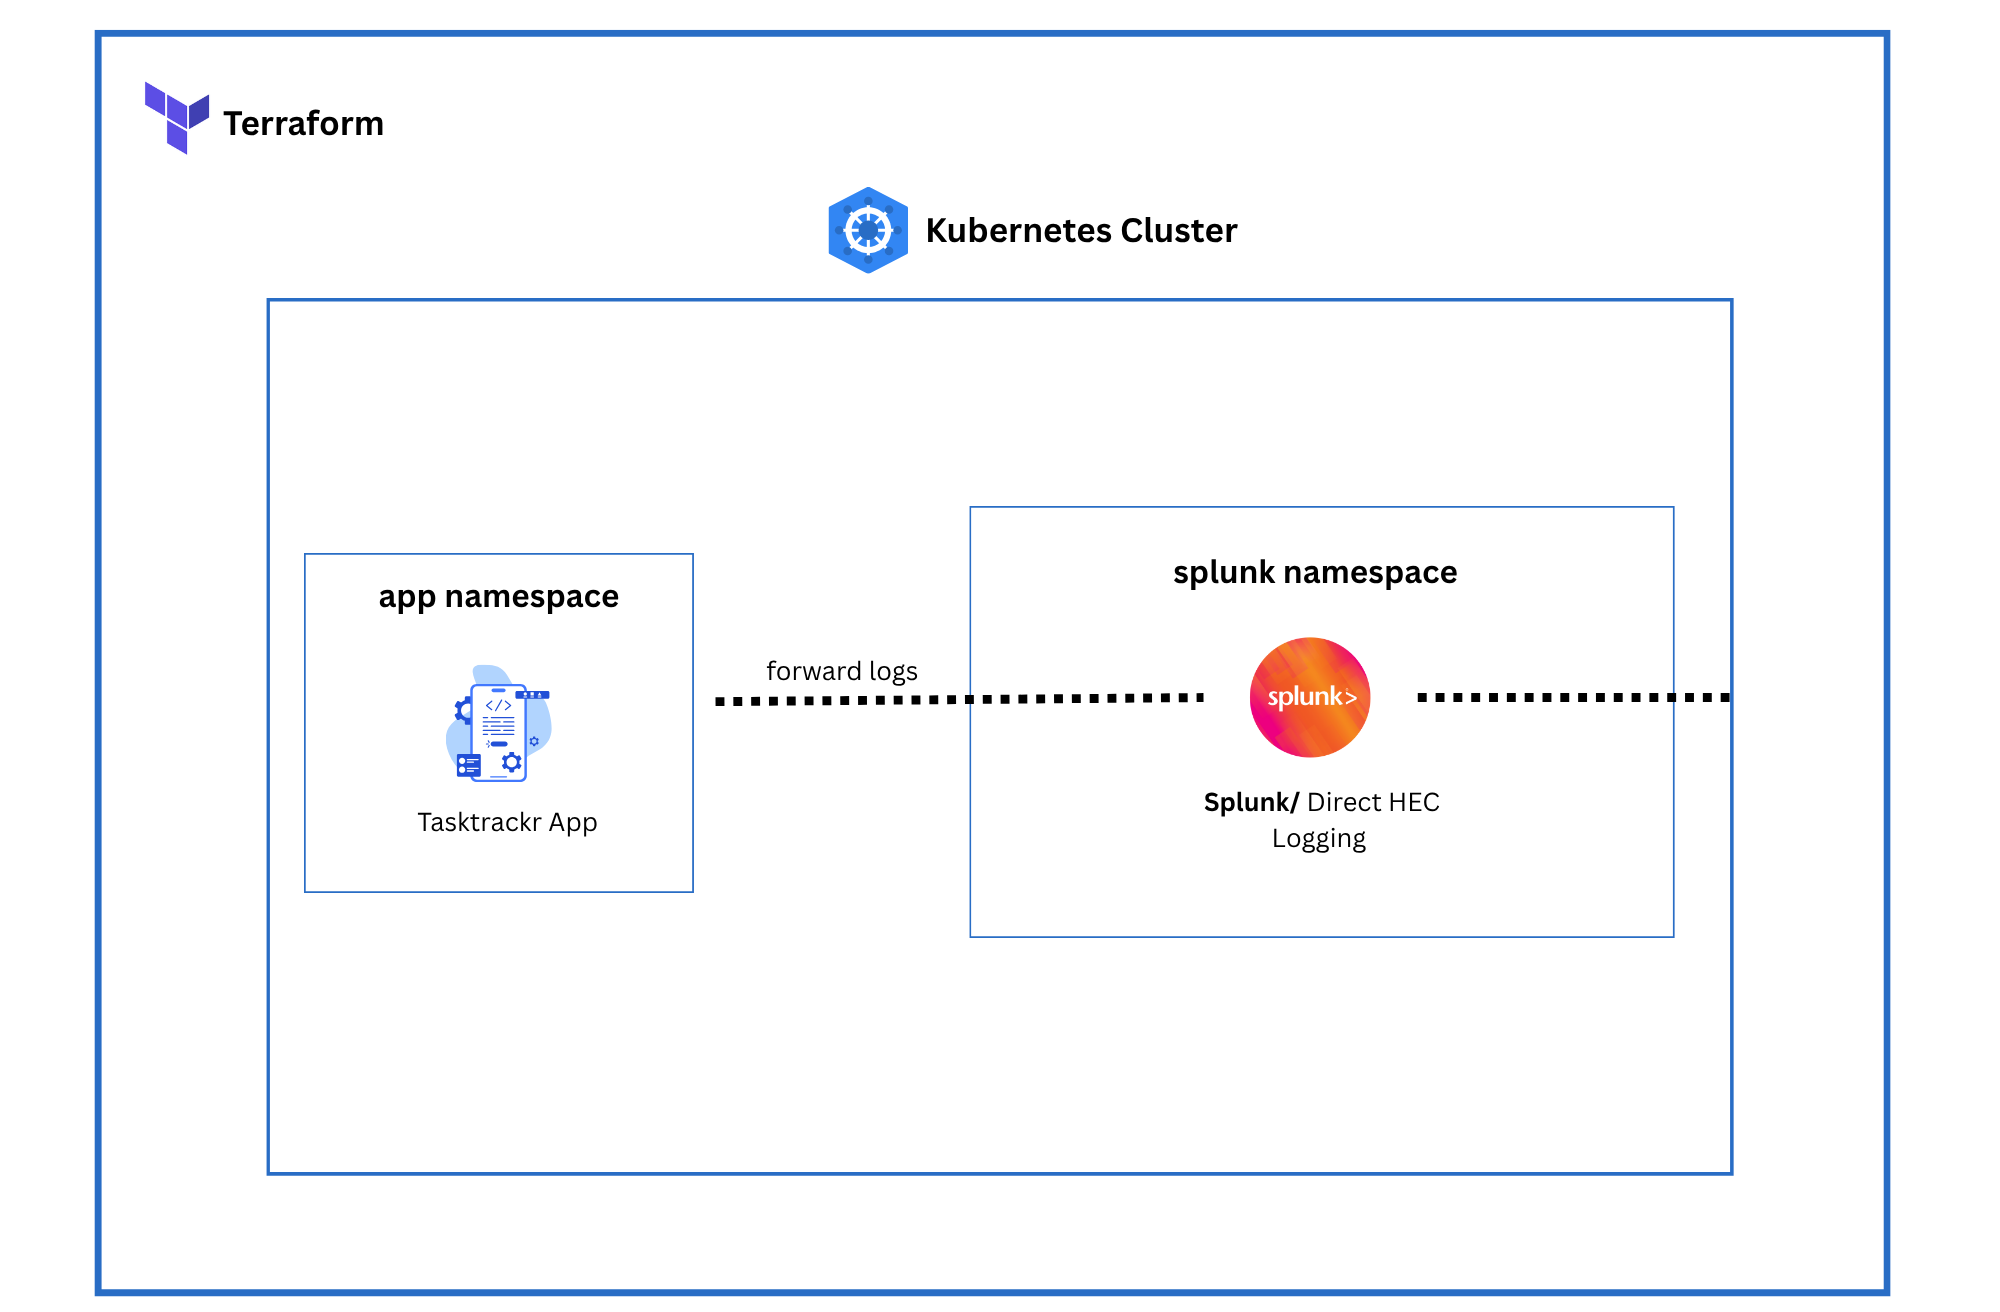 Terraform
Kubernetes Cluster
app namespace
splunk namespace
forward logs
splunk>
Tasktrackr App
Splunk/ Direct HEC
Logging